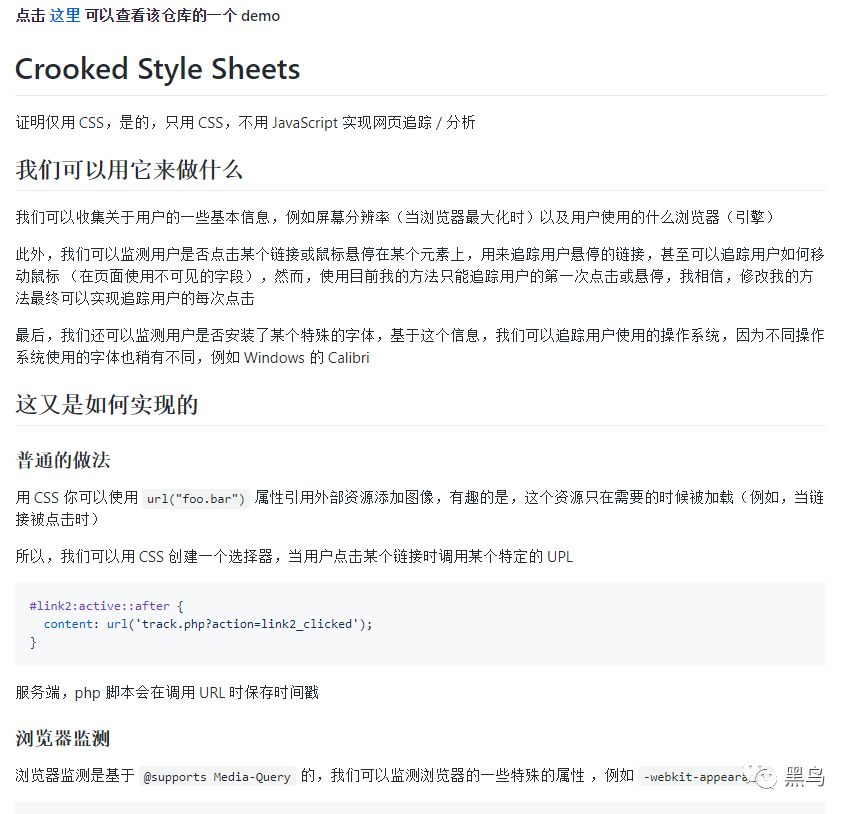 点击 这里 可以查看该仓库的一个 demo
Crooked Style Sheets
证明仅用 CSS，是的，只用 CSS，不用 JavaScript 实现网页追踪 / 分析
我们可以用它来做什么
我们可以收集关于用户的一些基本信息，例如屏幕分辨率（当浏览器最大化时）以及用户使用的什么浏览器（引擎）
此外，我们可以监测用户是否点击某个链接或鼠标悬停在某个元素上，用来追踪用户悬停的链接，甚至可以追踪用户如何移
动鼠标 （在页面使用不可见的字段），然而，使用目前我的方法只能追踪用户的第一次点击或悬停，我相信，修改我的方
法最终可以实现追踪用户的每次点击
最后，我们还可以监测用户是否安装了某个特殊的字体，基于这个信息，我们可以追踪用户使用的操作系统，因为不同操作
系统使用的字体也稍有不同，例如 Windows 的 Calibri
这又是如何实现的
普通的做法
用 CSS 你可以使用 url("foo.bar") 属性引用外部资源添加图像，有趣的是，这个资源只在需要的时候被加载（例如，当链
接被点击时）
所以，我们可以用 CSS 创建一个选择器，当用户点击某个链接时调用某个特定的 UPL
#link2:active::after {
content: url('track.php?action=link2_clicked');
}
服务端，php 脚本会在调用 URL 时保存时间戳
浏览器监测
浏览器监测是基于 @supports Media-Query 的，我们可以监测浏览器的一些特殊的属性 ，例如 -webkit-appear
黑鸟